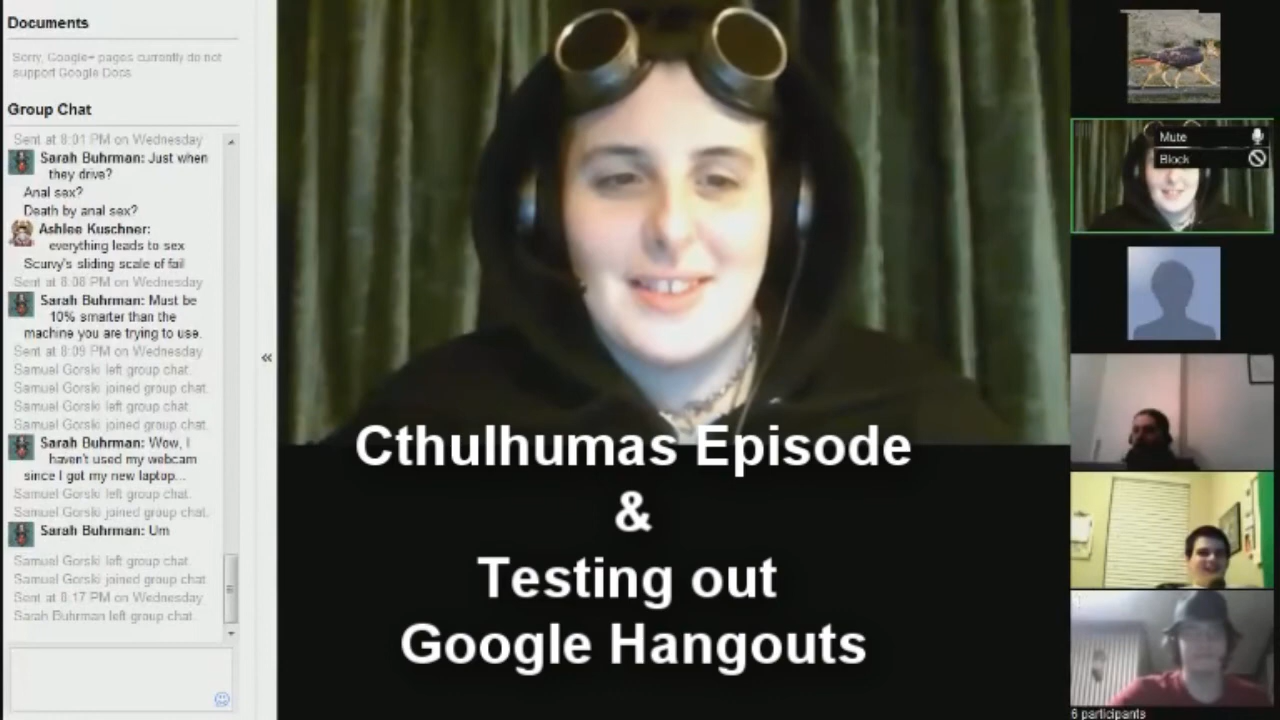 Documents
Sorry, Google+ pages currently do not
support Google Docs.
Group Chat
Sent at 8:01 PM on Wednesday
Sarah Buhrman: Just when
they drive?
Anal sex?
Death by anal sex?
Ashlee Kuschner:
everything leads to sex
Scurvy's sliding scale of fail
Sent at 8:08 PM on Wednesday
Sarah Buhrman: Must be
10% smarter than the
machine you are trying to use.
Sent at 8:09 PM on Wednesday
Samuel Gorski left group chat.
Samuel Gorski joined group chat.
Samuel Gorski left group chat.
Samuel Gorski joined group chat.
Sarah Buhrman: Wow, I
haven't used my webcam
since I got my new laptop...
Samuel Gorski left group chat.
Samuel Gorski joined group chat.
Sarah Buhrman: Um
Samuel Gorski left group chat.
Samuel Gorski joined group chat.
Sent at 8:17 PM on Wednesday
Sarah Buhrman left group chat.
Cthulhumas Episode
&
Testing out
Google Hangouts
Mute
Block
6 participants